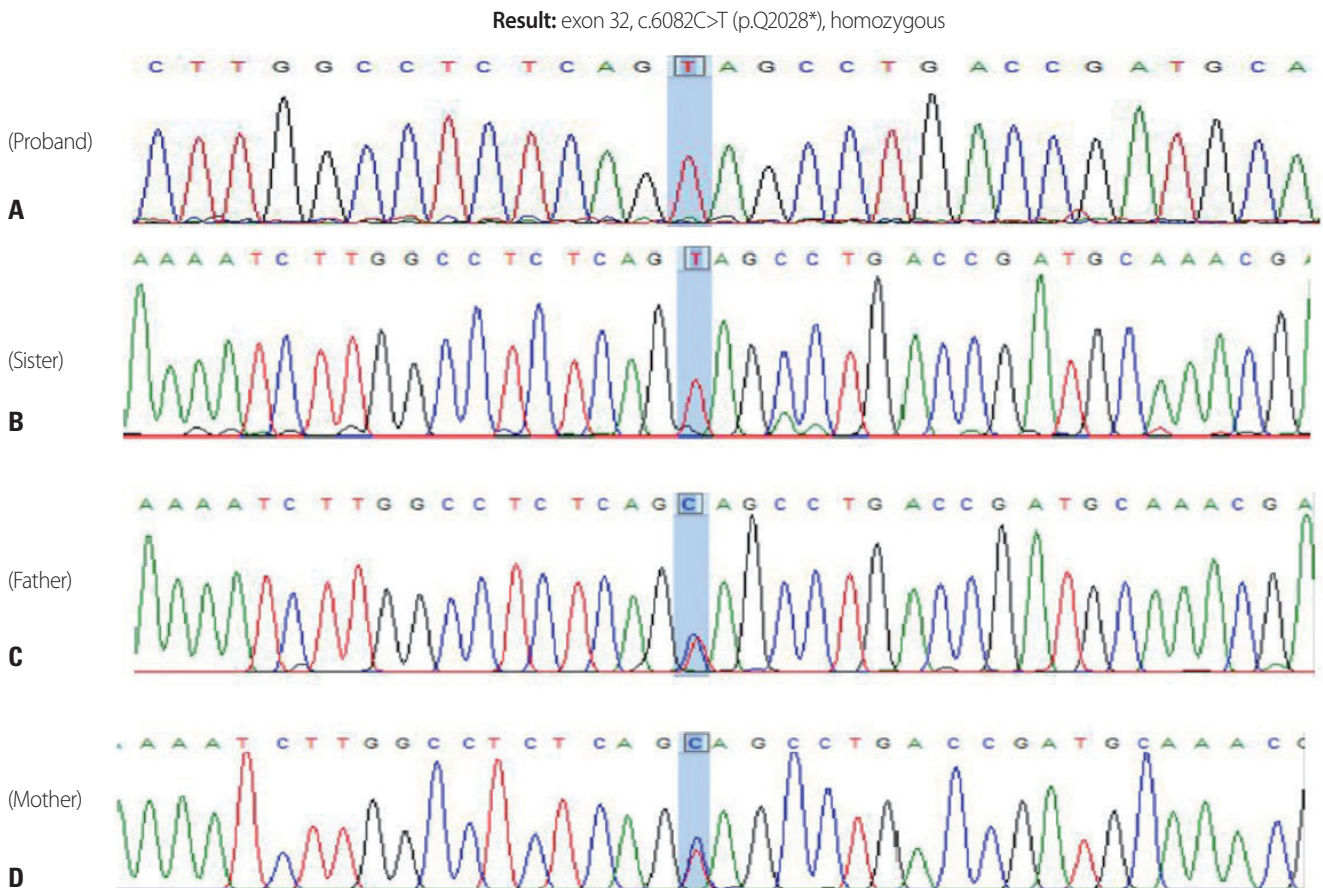 Result: exon 32, c.6082C>T (p.Q2028*), homozygous
C T T G G C C T C T C A G T A G C C T G A C C G A T G C A
(Proband)
A
A A A A T C T T G G C C T C T C A G T A G C C T G A C C G A T G C A A A C G A
(Sister)
B
A A A A T C T T G G C C T C T C A G C A G C C T G A C C G A T G C A A A C G A
(Father)
C
A A A T C T T G G C C T C T C A G C A G C C T G A C C G A T G C A A A C G
(Mother)
D